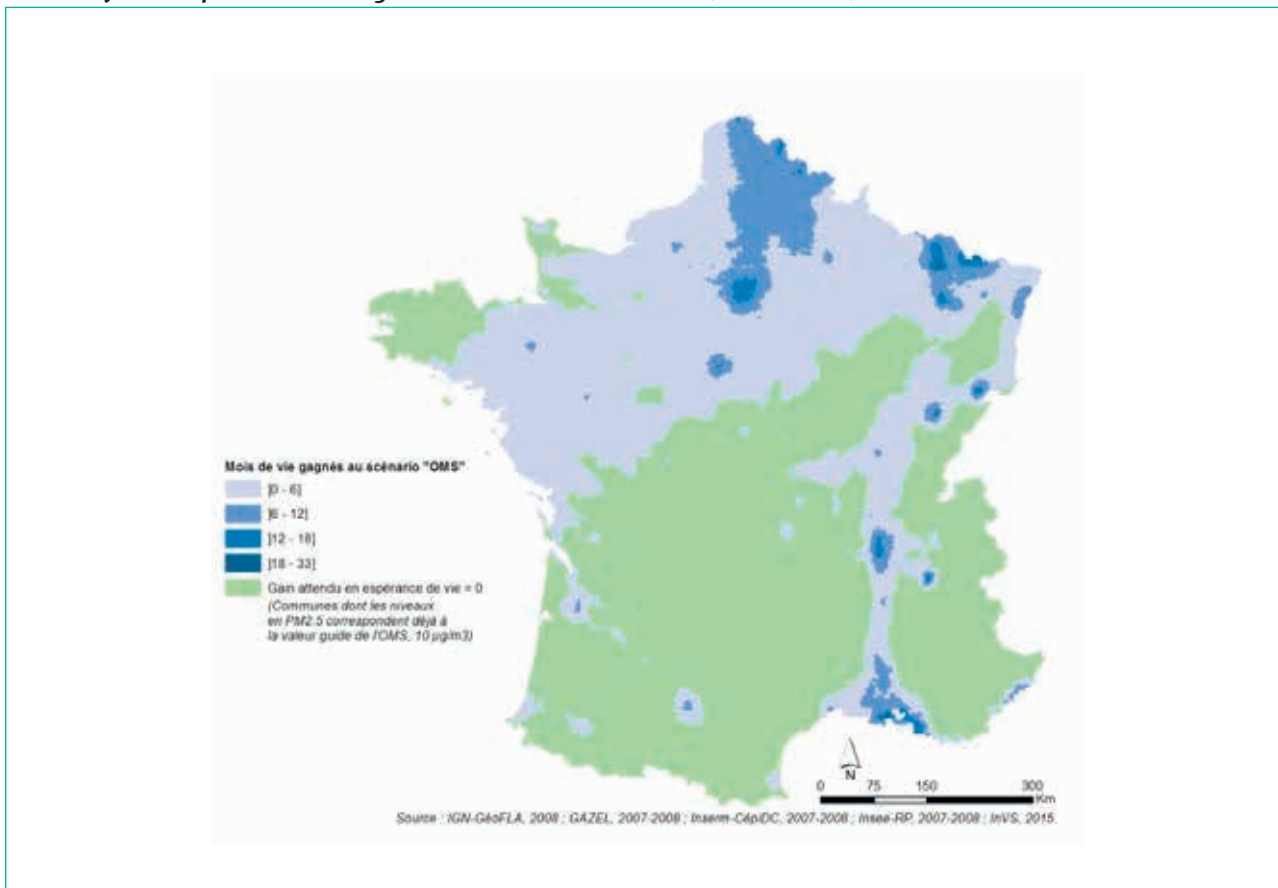 Mois de vie gagnés au scénario "OMS"
]0 - 6]
]6 - 12]
]12 - 18]
]18 - 33]
Gain attendu en espérance de vie = 0
(Communes dont les niveaux
en PM2.5 correspondent déjà à
la valeur guide de l'OMS, 10 µg/m3)
N
0 75 150 300
Km
Source : IGN-GéoFLA, 2008 ; GAZEL, 2007-2008 ; Inserm-CépiDC, 2007-2008 ; Insee-RP, 2007-2008 ; InVS, 2015.